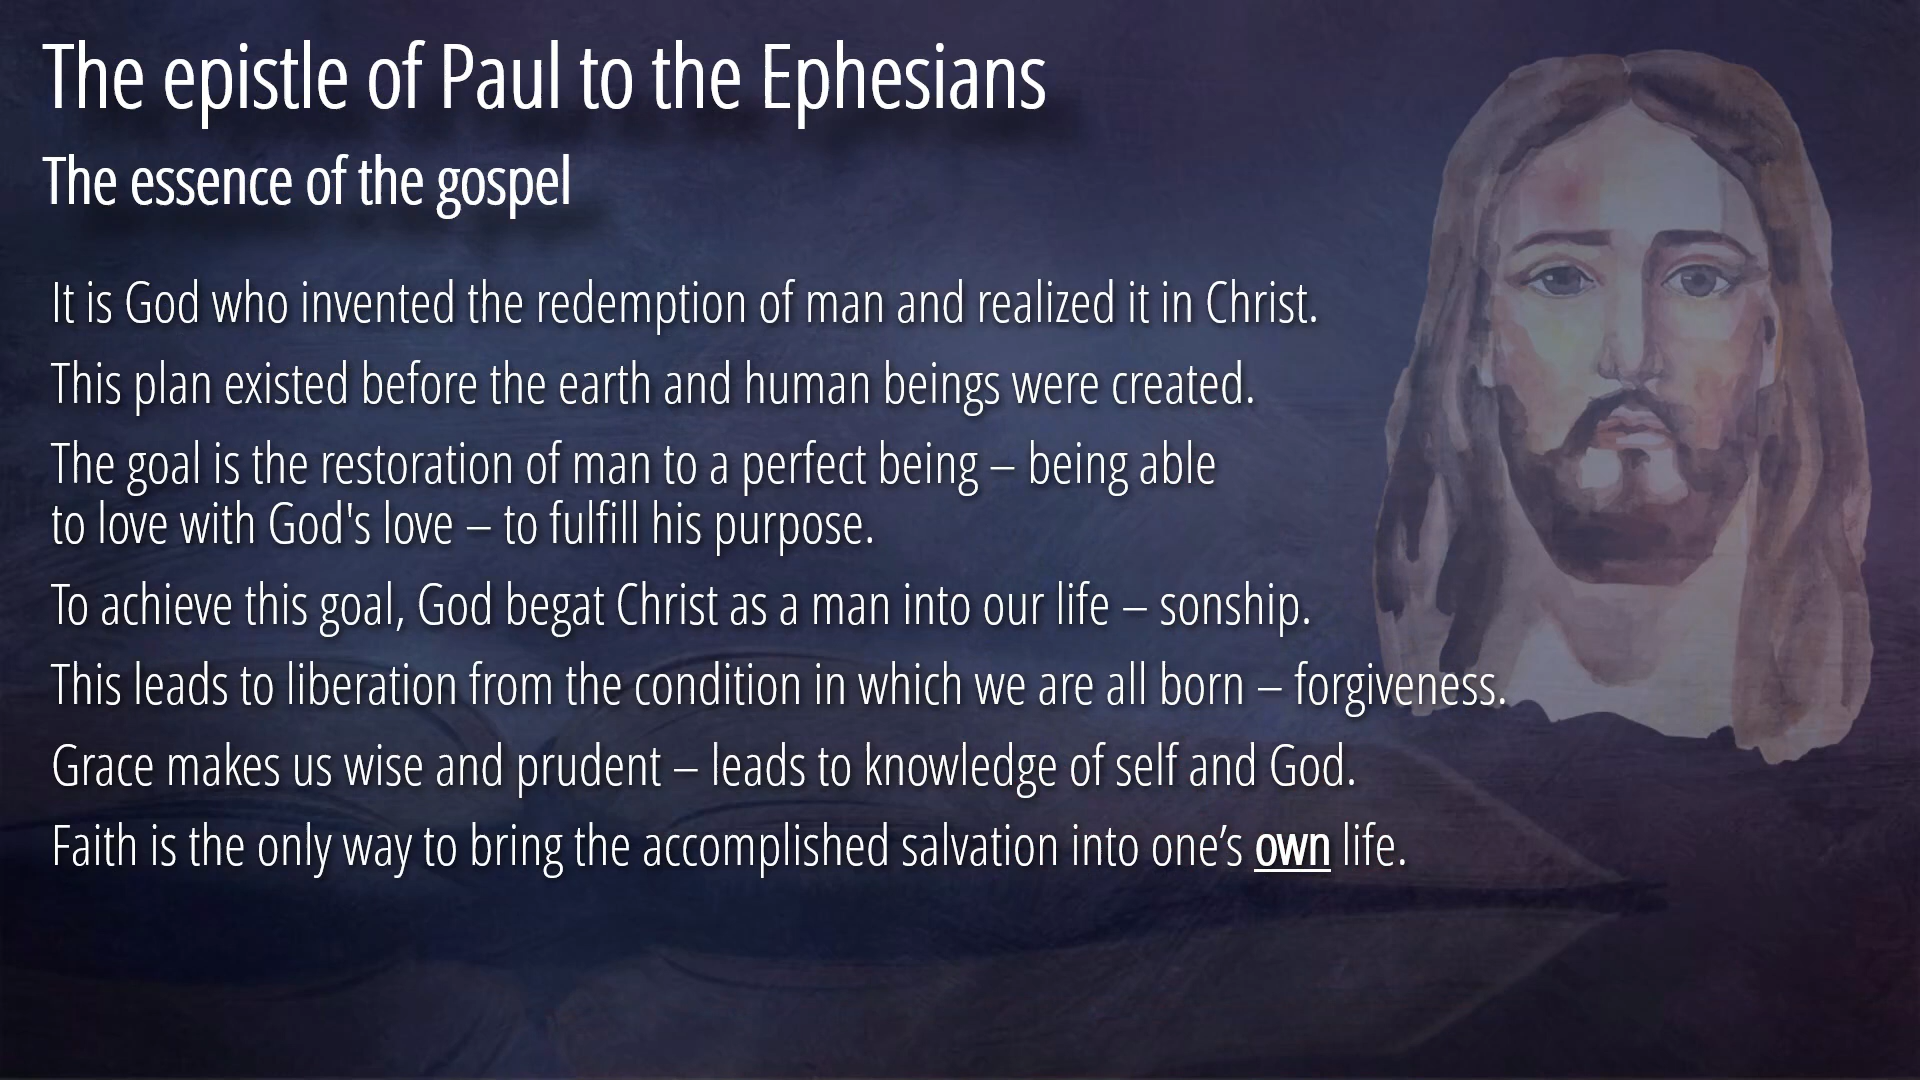 The epistle of Paul to the Ephesians
The essence of the gospel
It is God who invented the redemption of man and realized it in Christ.
This plan existed before the earth and human beings were created.
The goal is the restoration of man to a perfect being – being able
to love with God's love – to fulfill his purpose.
To achieve this goal, God begat Christ as a man into our life – sonship.
This leads to liberation from the condition in which we are all born – forgiveness.
Grace makes us wise and prudent – leads to knowledge of self and God.
Faith is the only way to bring the accomplished salvation into one’s own life.